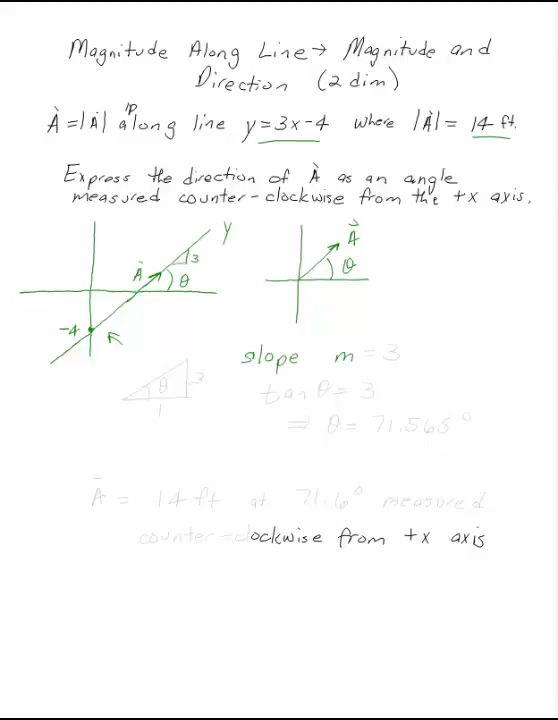 Magnitude Along Line → Magnitude and
Direction (2 dim)
Å = |Å| up along line y = 3x - 4 where |Å| = 14 ft.
Express the direction of Å as an angle
measured counter-clockwise from the +x axis.
y
3
A
θ
-4
A
θ
slope m = 3
θ
3
1
tan θ = 3
⇒ θ = 71.565°
A = 14 ft at 71.6° measured
counter-clockwise from +x axis